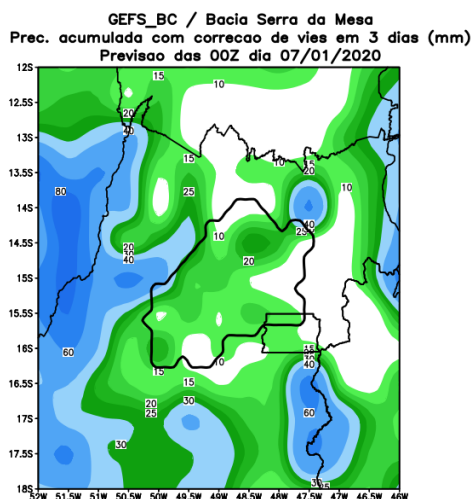 GEFS_BC / Bacia Serra da Mesa
Prec. acumulada com correcao de vies em 3 dias (mm)
Previsao das 00Z dia 07/01/2020
12S
15
10
12.5S
20
40
13S
15
10
15
20
13.5S
80
25
10
14S
40
25
10
14.5S
20
30
40
20
15S
15.5S
16S
15
30
40
60
10
15
16.5S
15
20
25
30
60
17S
17.5S
30
18S
30
52W
51.5W
51W
50.5W
50W
49.5W
49W
48.5W
48W
47.5W
47W
46.5W
46W